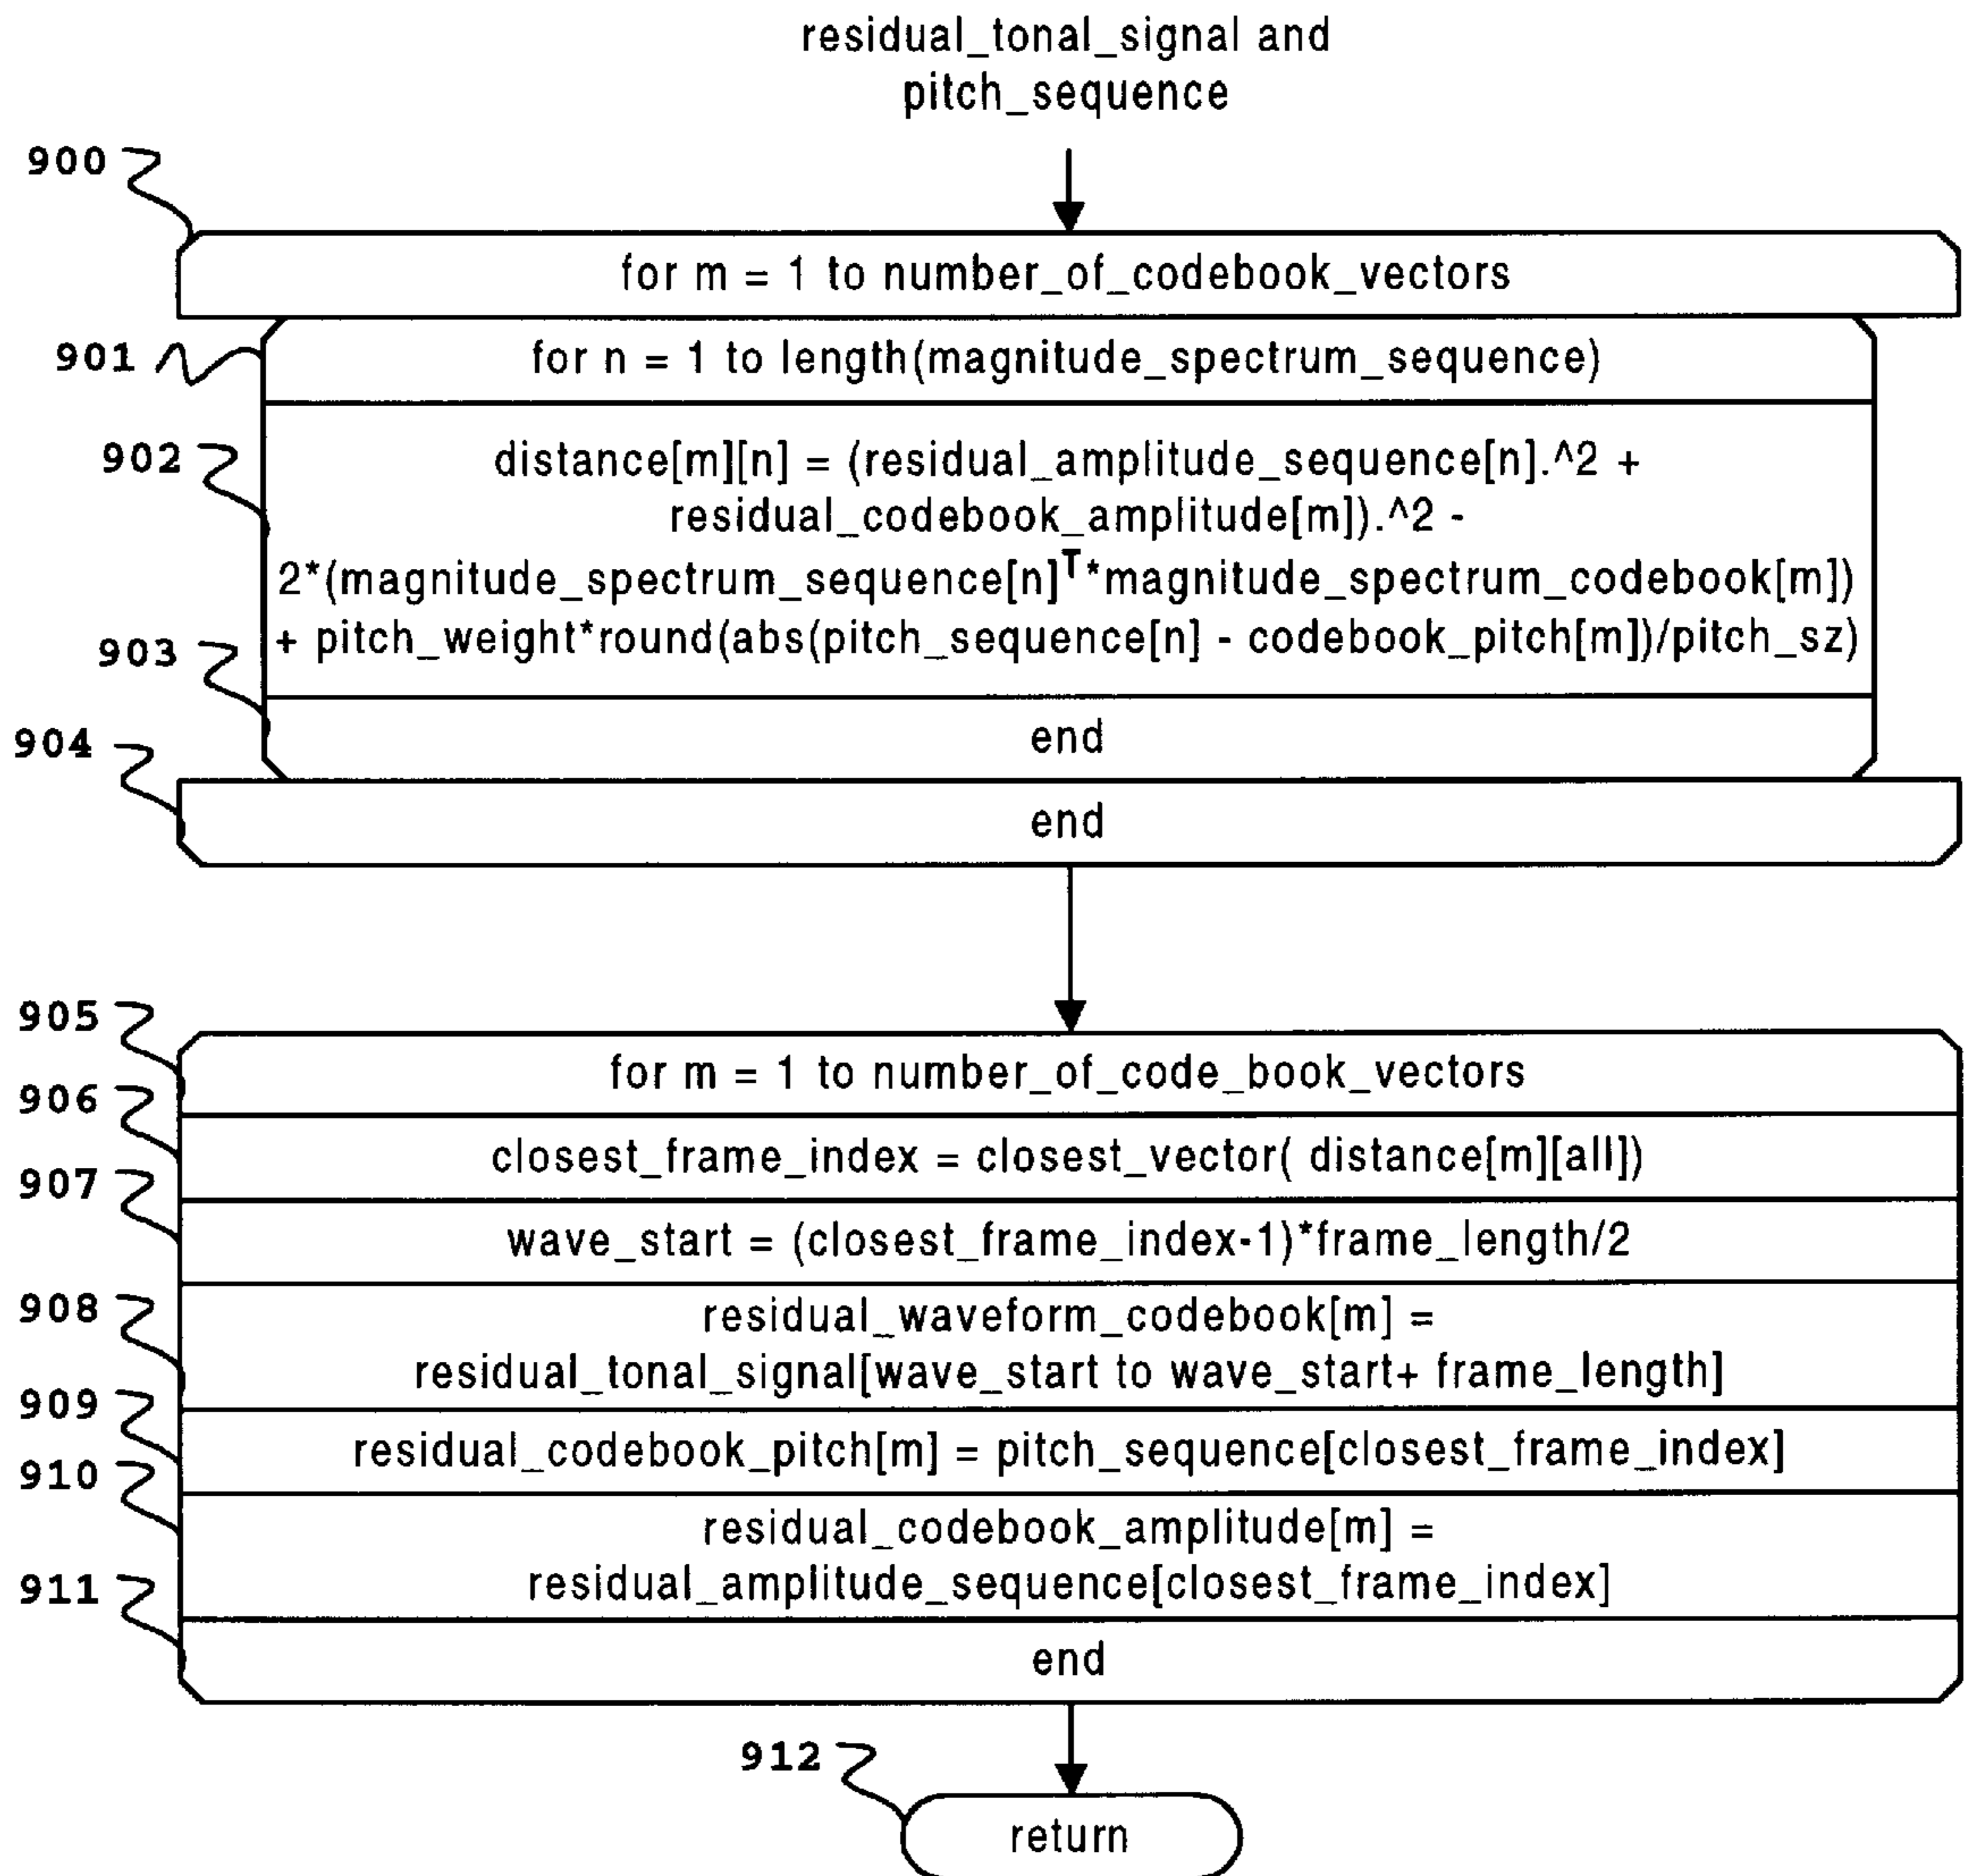 residual_tonal_signal and
pitch_sequence
900
for m = 1 to number_of_codebook_vectors
901
for n = 1 to length(magnitude_spectrum_sequence)
902
distance[m][n] = (residual_amplitude_sequence[n].^2 +
residual_codebook_amplitude[m]).^2 -
2*(magnitude_spectrum_sequence[n]ᵀ*magnitude_spectrum_codebook[m])
+ pitch_weight*round(abs(pitch_sequence[n] - codebook_pitch[m])/pitch_sz)
903
end
904
end
905
for m = 1 to number_of_code_book_vectors
906
closest_frame_index = closest_vector( distance[m][all])
907
wave_start = (closest_frame_index-1)*frame_length/2
908
residual_waveform_codebook[m] =
residual_tonal_signal[wave_start to wave_start+ frame_length]
909
residual_codebook_pitch[m] = pitch_sequence[closest_frame_index]
910
residual_codebook_amplitude[m] =
residual_amplitude_sequence[closest_frame_index]
911
end
912
return